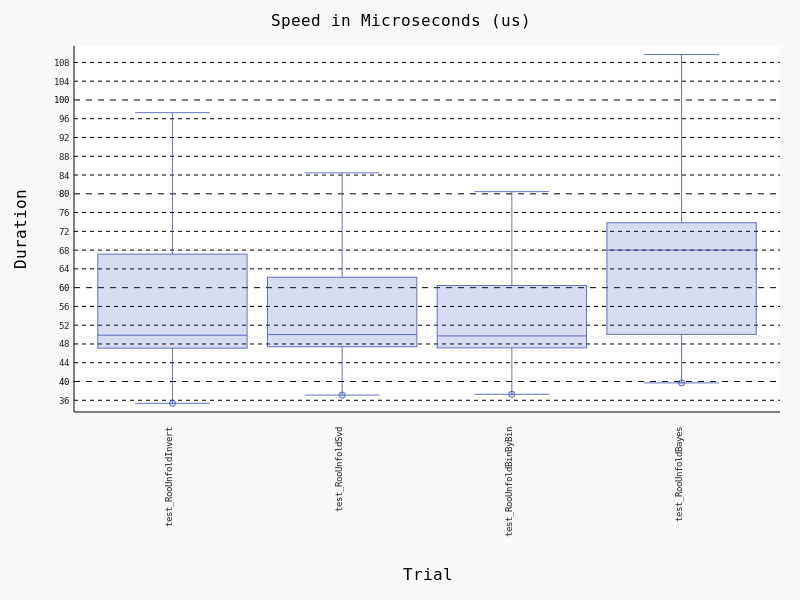 Speed in Microseconds (us)
Duration
108
104
100
96
92
88
84
80
76
72
68
64
60
56
52
48
44
40
36
test_RooUnfoldInvert
test_RooUnfoldSvd
test_RooUnfoldBinByBin
test_RooUnfoldBayes
Trial